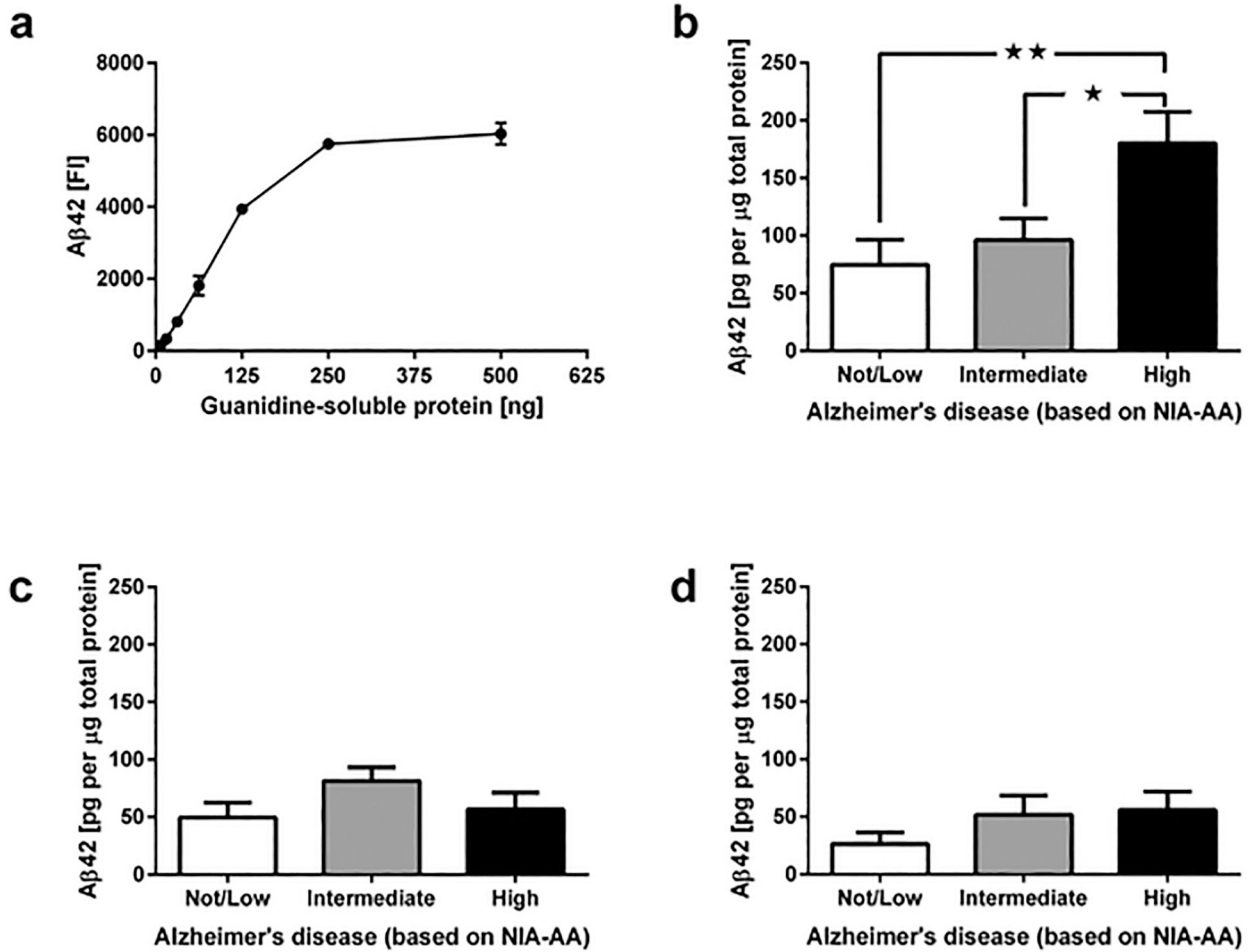 a
8000
6000
4000
2000
0
Aβ42 [FI]
0 125 250 375 500 625
Guanidine-soluble protein [ng]
b
250
200
150
100
50
0
Aβ42 [pg per μg total protein]
★★
★
Not/Low Intermediate High
Alzheimer's disease (based on NIA-AA)
c
250
200
150
100
50
0
Aβ42 [pg per μg total protein]
Not/Low Intermediate High
Alzheimer's disease (based on NIA-AA)
d
250
200
150
100
50
0
Aβ42 [pg per μg total protein]
Not/Low Intermediate High
Alzheimer's disease (based on NIA-AA)